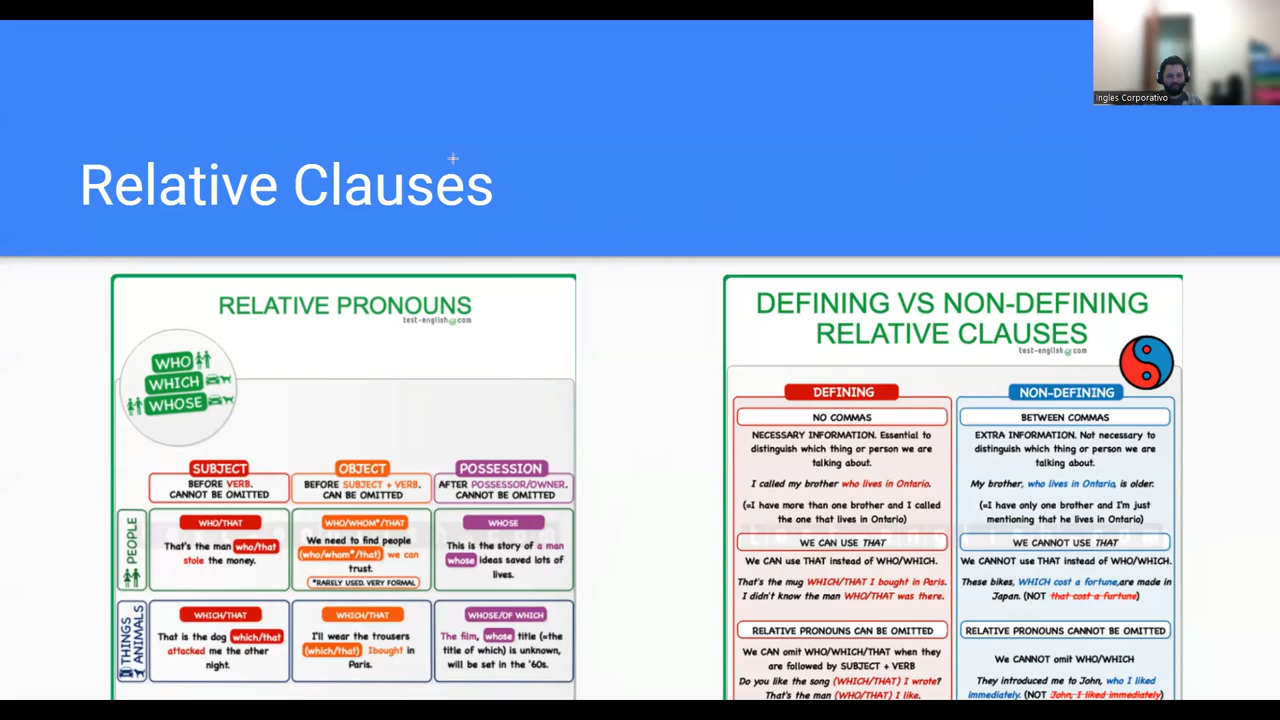 Ingles Corporativo
Relative Clauses
RELATIVE PRONOUNS
test-english.com
WHO
WHICH
WHOSE
SUBJECT
BEFORE VERB.
CANNOT BE OMITTED
OBJECT
BEFORE SUBJECT + VERB.
CAN BE OMITTED
POSSESSION
AFTER POSSESSOR/OWNER.
CANNOT BE OMITTED
PEOPLE
WHO/THAT
That's the man who/that
stole the money.
WHO/WHOM*/THAT
We need to find people
(who/whom*/that) we can
trust.
*RARELY USED. VERY FORMAL
WHOSE
This is the story of a man
whose ideas saved lots of
lives.
THINGS
ANIMALS
WHICH/THAT
That is the dog which/that
attacked me the other
night.
WHICH/THAT
I'll wear the trousers
(which/that) Ibought in
Paris.
WHOSE/OF WHICH
The film, whose title (=the
title of which) is unknown,
will be set in the '60s.
DEFINING VS NON-DEFINING
RELATIVE CLAUSES
test-english.com
DEFINING
NO COMMAS
NECESSARY INFORMATION. Essential to
distinguish which thing or person we are
talking about.
I called my brother who lives in Ontario.
(=I have more than one brother and I called
the one that lives in Ontario)
WE CAN USE THAT
We CAN use THAT instead of WHO/WHICH.
That's the mug WHICH/THAT I bought in Paris.
I didn't know the man WHO/THAT was there.
RELATIVE PRONOUNS CAN BE OMITTED
We CAN omit WHO/WHICH/THAT when they
are followed by SUBJECT + VERB
Do you like the song (WHICH/THAT) I wrote?
That's the man (WHO/THAT) I like.
NON-DEFINING
BETWEEN COMMAS
EXTRA INFORMATION. Not necessary to
distinguish which thing or person we are
talking about.
My brother, who lives in Ontario, is older.
(=I have only one brother and I'm just
mentioning that he lives in Ontario)
WE CANNOT USE THAT
We CANNOT use THAT instead of WHO/WHICH.
These bikes, WHICH cost a fortune,are made in
Japan. (NOT that cost a fortune)
RELATIVE PRONOUNS CANNOT BE OMITTED
We CANNOT omit WHO/WHICH
They introduced me to John, who I liked
immediately. (NOT John, I liked immediately)